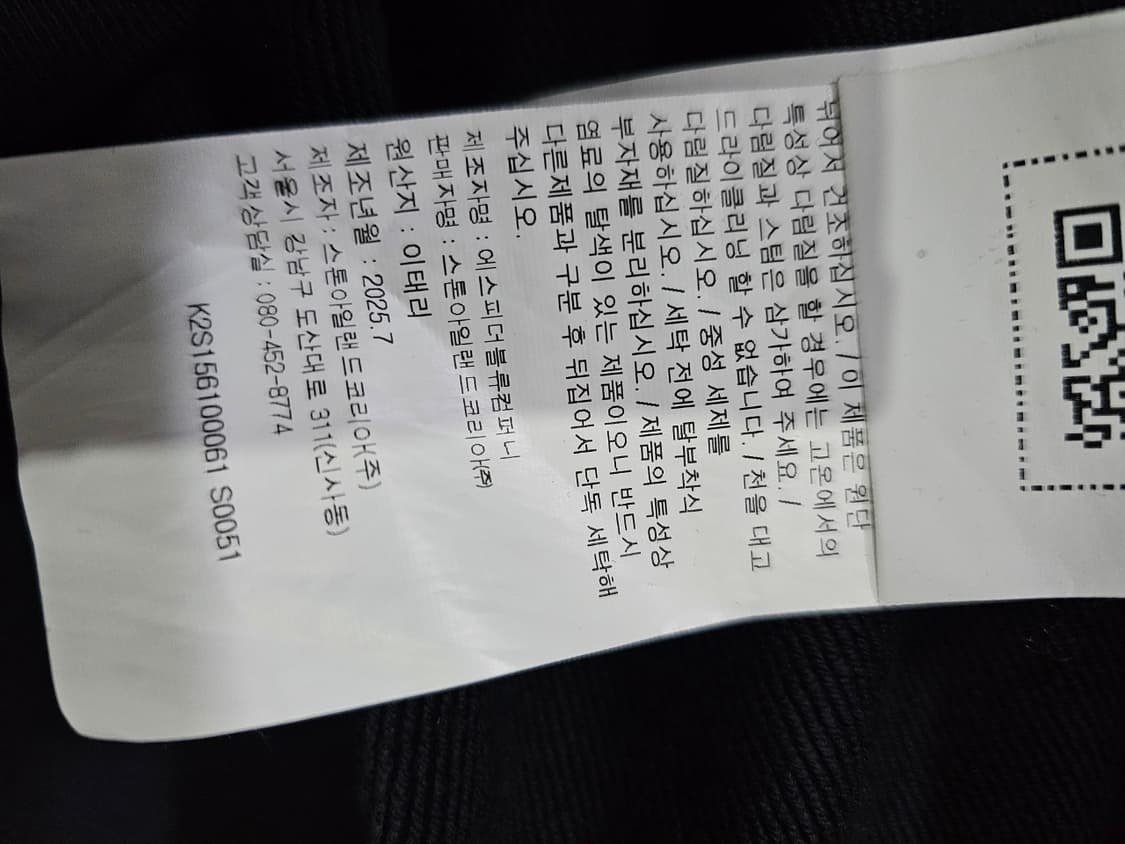 뉘어서 건조하십시오. / 이 제품은 원단
특성상 다림질을 할 경우에는 고온에서의
다림질과 스팀은 삼가하여 주세요. /
드라이클리닝 할 수 없습니다. / 천을 대고
다림질하십시오. / 중성 세제를
사용하십시오. / 세탁 전에 탈부착식
부자재를 분리하십시오. / 제품의 특성상
염료의 탈색이 있는 제품이오니 반드시
다른제품과 구분 후 뒤집어서 단독 세탁해
주십시오.
제조자명 : 에스피더블류컴퍼니
판매자명 : 스톤아일랜드코리아㈜
원산지 : 이태리
제조년월 : 2025.7
제조자 : 스톤아일랜드코리아(주)
서울시 강남구 도산대로 311(신사동)
고객상담실 : 080-452-8774
K2S156100061 S0051